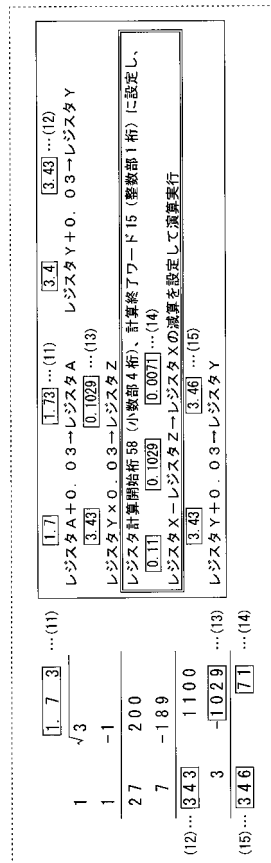 1.7 3 …(11)
1 √3
1 -1
27 200
7 -189
(12)… 343 1100
3 -1029 …(13)
(15)… 346 71 …(14)
1.7 1.73 …(11)
レジスタA+0.03→レジスタA
3.4 3.43 …(12)
レジスタY+0.03→レジスタY
3.43 0.1029 …(13)
レジスタY×0.03→レジスタZ
レジスタ計算開始桁58(小数部4桁)、計算終了ワード15(整数部1桁)に設定し、
0.11 0.1029 0.0071 …(14)
レジスタX-レジスタZ→レジスタXの減算を設定して演算実行
3.43 3.46 …(15)
レジスタY+0.03→レジスタY